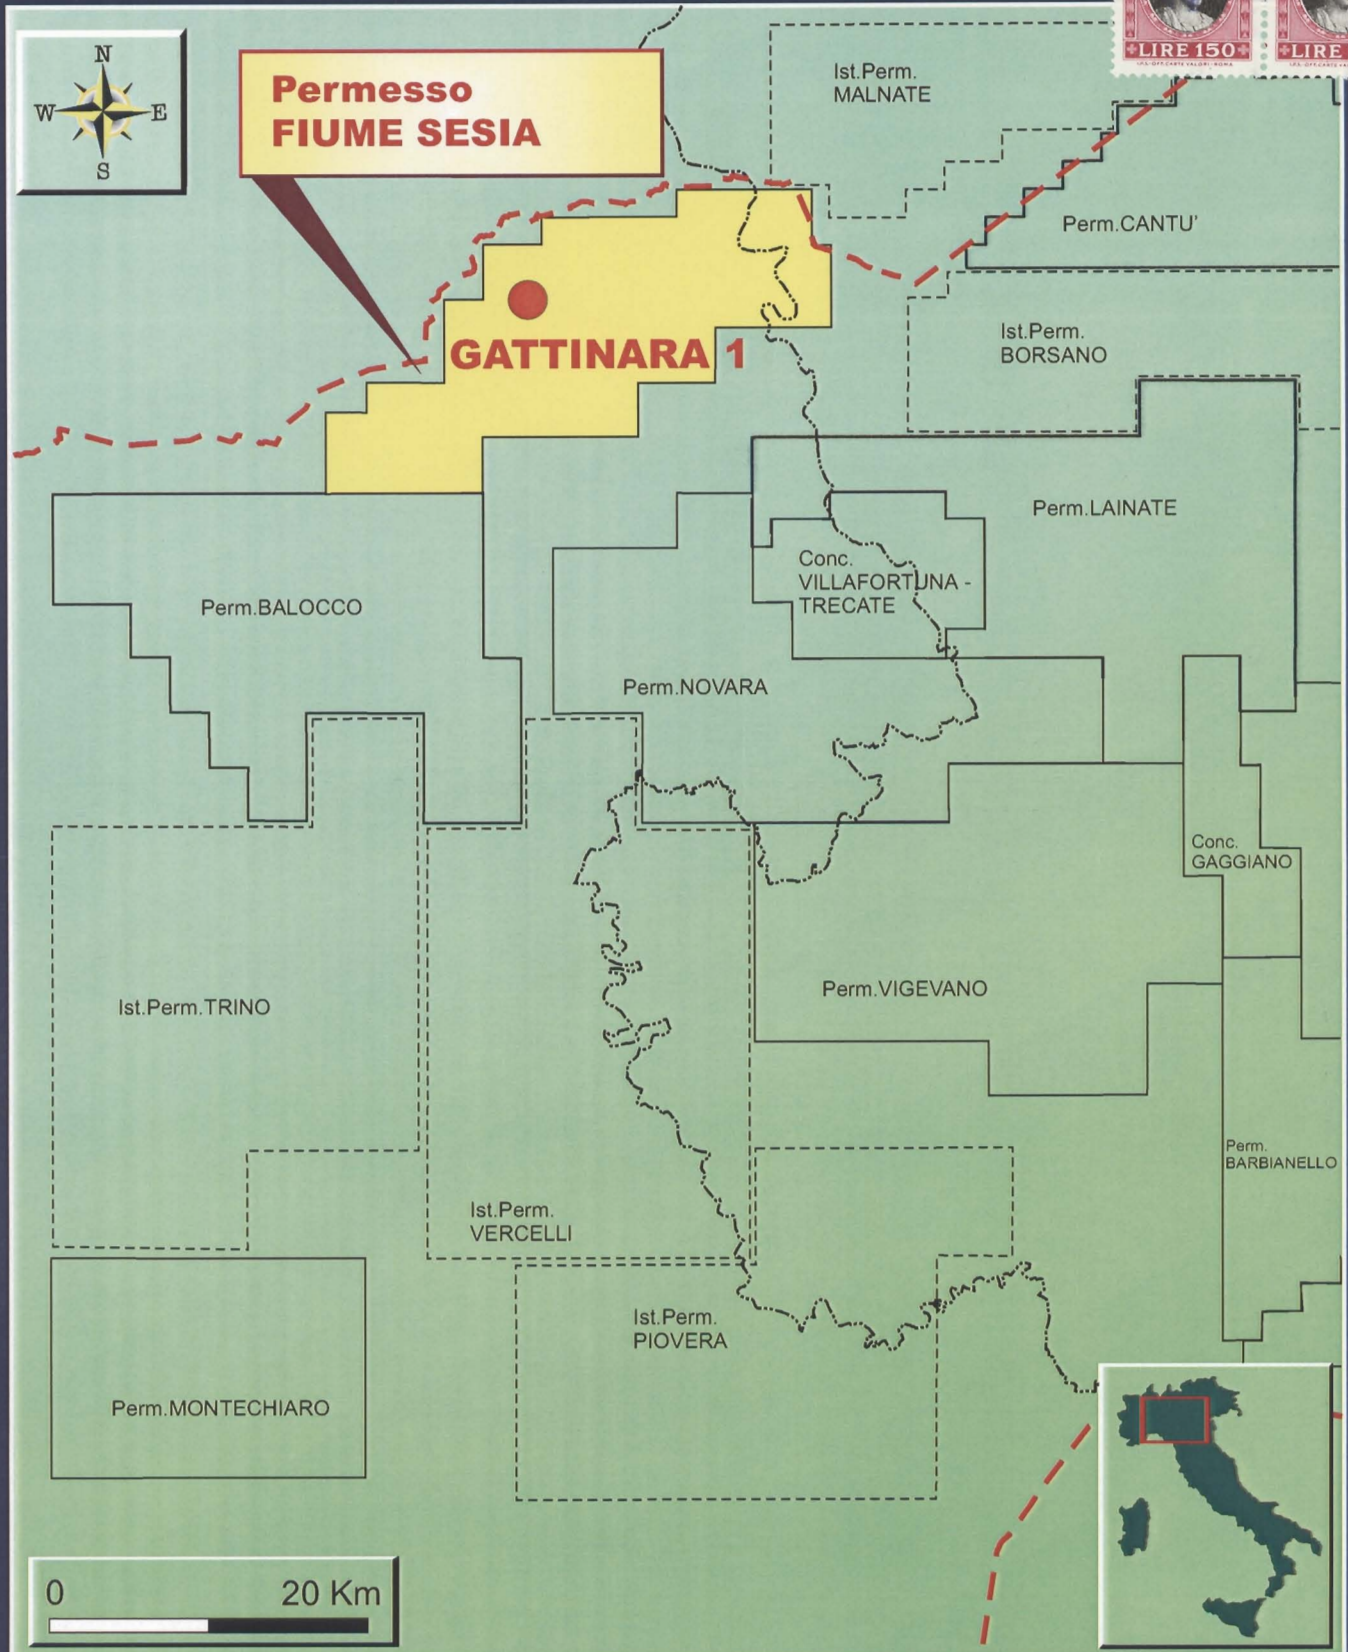 LIRE 150
LIRE
N
W
E
S
Permesso
FIUME SESIA
Ist.Perm.
MALNATE
Perm.CANTU'
GATTINARA 1
Ist.Perm.
BORSANO
Perm.LAINATE
Conc.
VILLAFORTUNA -
TRECATE
Perm.BALOCCO
Perm.NOVARA
Conc.
GAGGIANO
Perm.VIGEVANO
Ist.Perm.TRINO
Perm.
BARBIANELLO
Ist.Perm.
VERCELLI
Ist.Perm.
PIOVERA
Perm.MONTECHIARO
0
20 Km